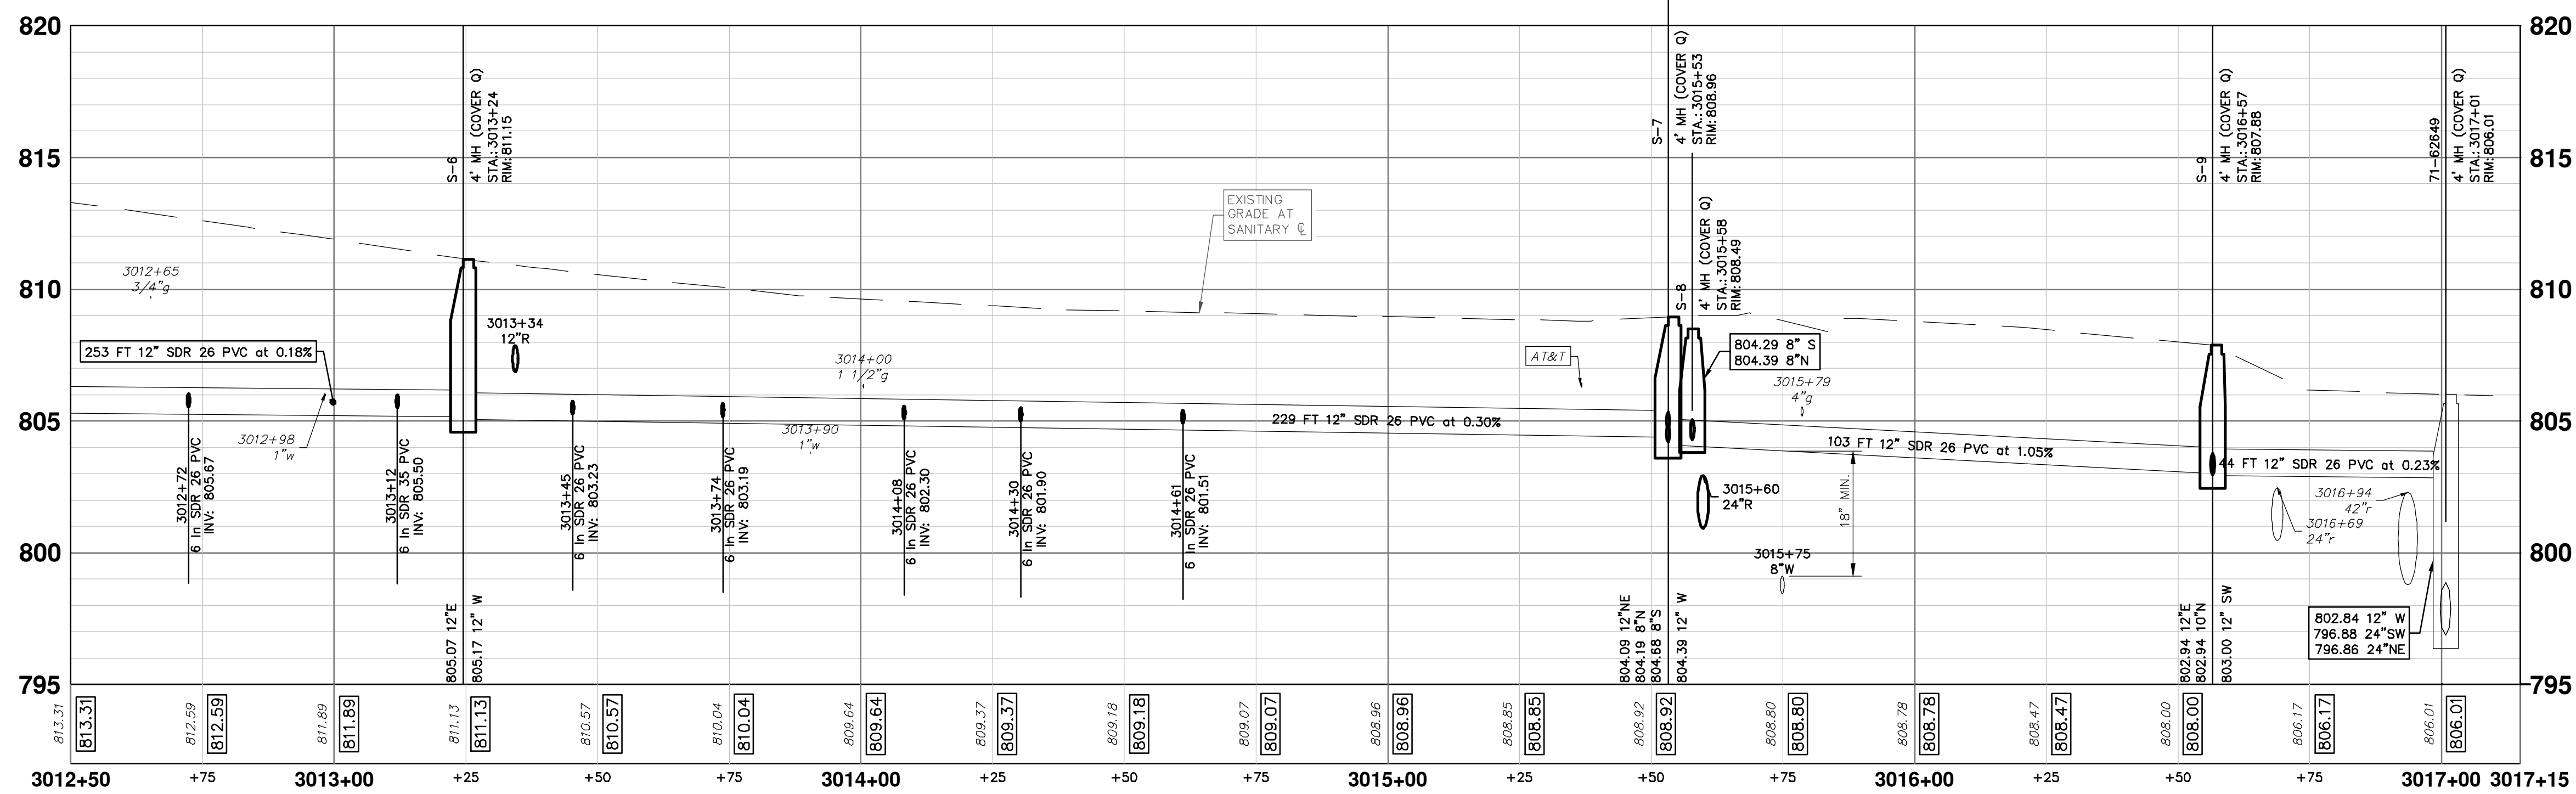 820
815
810
805
800
795
3012+65
3/4"g
253 FT 12" SDR 26 PVC at 0.18%
3012+98
1"w
3012+72
6 In SDR 26 PVC
INV: 805.67
3013+12
6 In SDR 35 PVC
INV: 805.50
S-6
4' MH (COVER Q)
STA.:3013+24
RIM:811.15
805.07 12"E
805.17 12" W
3013+34
12"R
3013+45
6 In SDR 26 PVC
INV: 803.23
3013+74
6 In SDR 26 PVC
INV: 803.19
3013+90
1"w
3014+00
1 1/2"g
3014+08
6 In SDR 26 PVC
INV: 802.30
3014+30
6 In SDR 26 PVC
INV: 801.90
3014+61
6 In SDR 26 PVC
INV: 801.51
EXISTING
GRADE AT
SANITARY ℄
229 FT 12" SDR 26 PVC at 0.30%
AT&T
S-7
4' MH (COVER Q)
STA.:3015+53
RIM:808.96
804.09 12"NE
804.19 8"N
804.68 8"S
804.39 12" W
S-8
4' MH (COVER Q)
STA.:3015+58
RIM:808.49
804.29 8" S
804.39 8"N
3015+60
24"R
3015+79
4"g
3015+75
8"W
18" MIN.
103 FT 12" SDR 26 PVC at 1.05%
S-9
4' MH (COVER Q)
STA.:3016+57
RIM:807.88
802.94 12"E
802.94 10"N
803.00 12" SW
44 FT 12" SDR 26 PVC at 0.23%
3016+94
42"r
3016+69
24"r
71-62649
4' MH (COVER Q)
STA.:3017+01
RIM:806.01
802.84 12" W
796.88 24"SW
796.86 24"NE
820
815
810
805
800
795
813.31 813.31 812.59 812.59 811.89 811.89 811.13 811.13 810.57 810.57 810.04 810.04 809.64 809.64 809.37 809.37 809.18 809.18 809.07 809.07 808.96 808.96 808.85 808.85 808.92 808.92 808.80 808.80 808.78 808.78 808.47 808.47 808.00 808.00 806.17 806.17 806.01 806.01
3012+50 +75 3013+00 +25 +50 +75 3014+00 +25 +50 +75 3015+00 +25 +50 +75 3016+00 +25 +50 +75 3017+00 3017+15